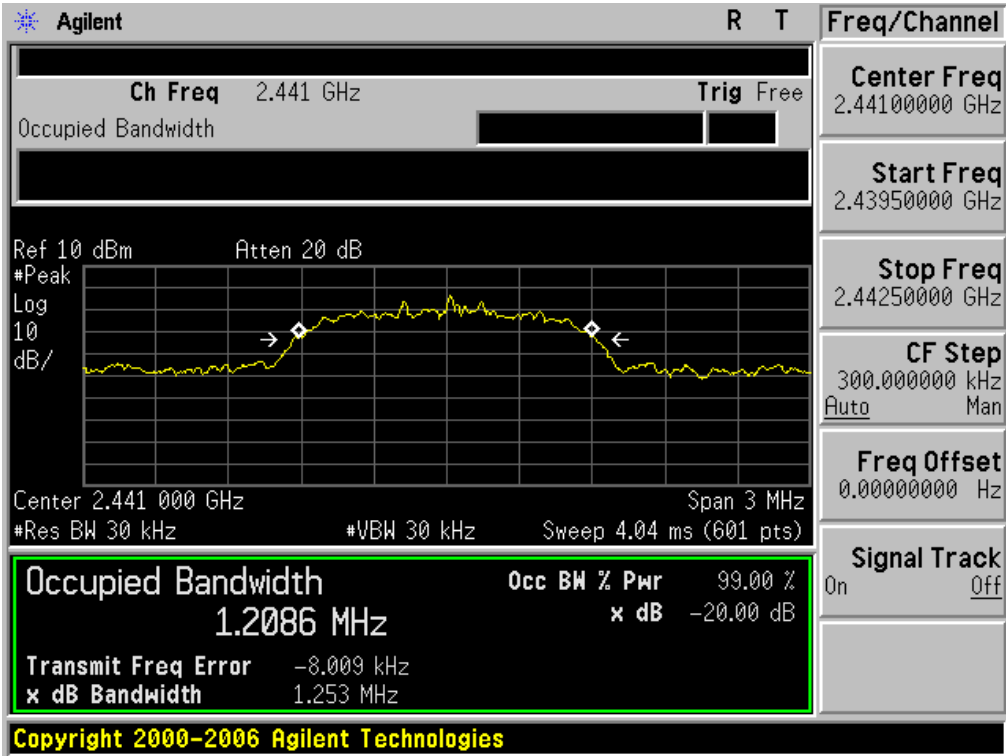 Agilent R T Freq/Channel
Ch Freq 2.441 GHz Trig Free
Occupied Bandwidth
Center Freq
2.44100000 GHz
Start Freq
2.43950000 GHz
Stop Freq
2.44250000 GHz
CF Step
300.000000 kHz
Auto Man
Freq Offset
0.00000000 Hz
Signal Track
On Off
Ref 10 dBm Atten 20 dB
#Peak
Log
10
dB/
Center 2.441 000 GHz Span 3 MHz
#Res BW 30 kHz #VBW 30 kHz Sweep 4.04 ms (601 pts)
Occupied Bandwidth Occ BW % Pwr 99.00 %
1.2086 MHz x dB -20.00 dB
Transmit Freq Error -8.009 kHz
x dB Bandwidth 1.253 MHz
Copyright 2000-2006 Agilent Technologies